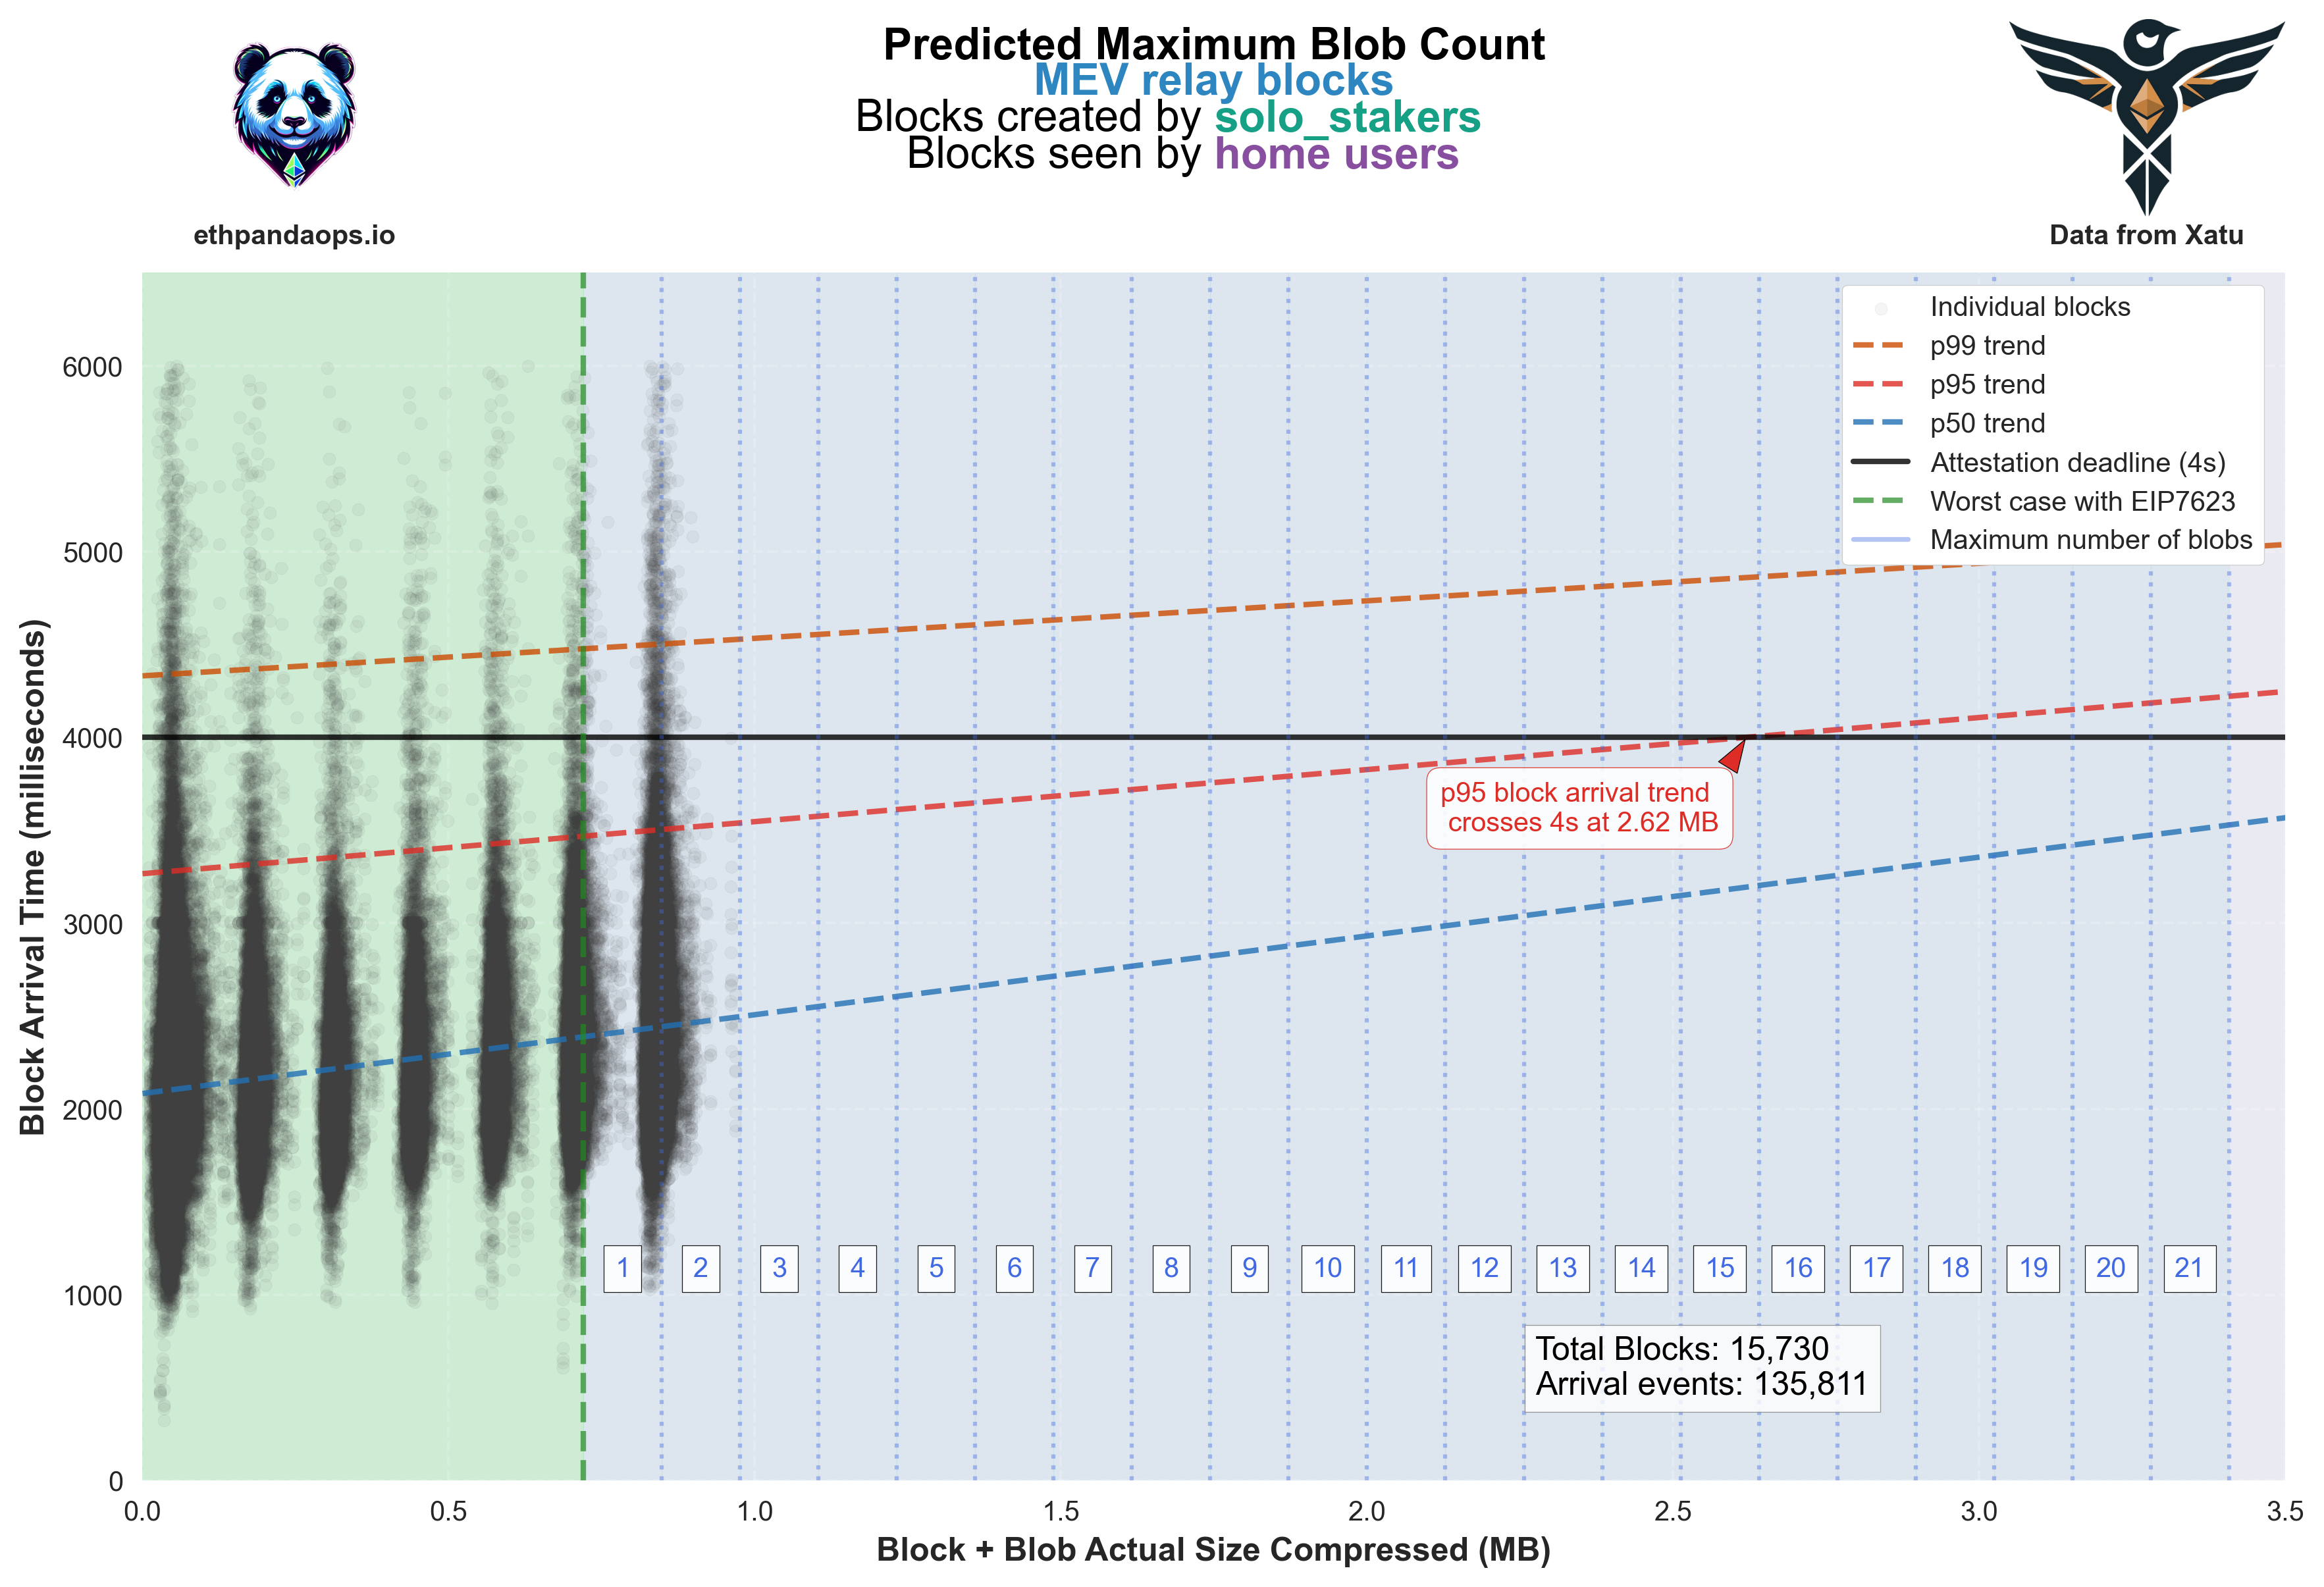 Predicted Maximum Blob Count
MEV relay blocks
Blocks created by solo_stakers
Blocks seen by home users
ethpandaops.io
Data from Xatu
Individual blocks
p99 trend
p95 trend
p50 trend
Attestation deadline (4s)
Worst case with EIP7623
Maximum number of blobs
Block Arrival Time (milliseconds)
6000
5000
4000
3000
2000
1000
0
p95 block arrival trend
crosses 4s at 2.62 MB
1 2 3 4 5 6 7 8 9 10 11 12 13 14 15 16 17 18 19 20 21
Total Blocks: 15,730
Arrival events: 135,811
0.0 0.5 1.0 1.5 2.0 2.5 3.0 3.5
Block + Blob Actual Size Compressed (MB)